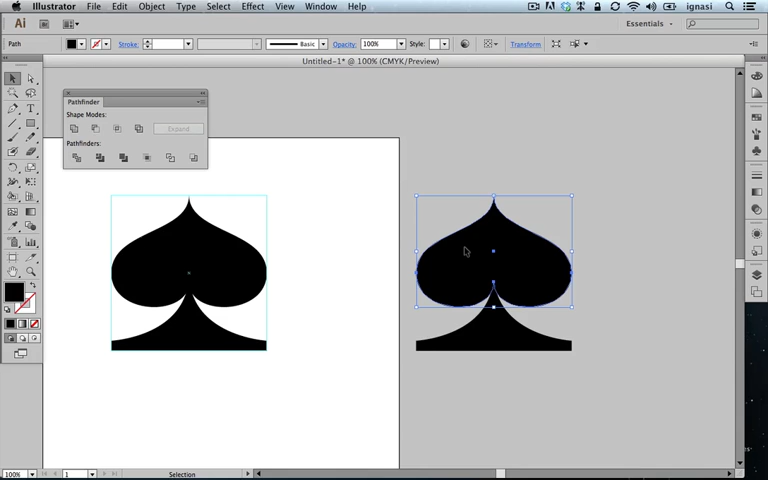 Illustrator File Edit Object Type Select Effect View Window Help ignasi
Ai Essentials
Path Stroke: Basic Opacity: 100% Style: Transform
Untitled-1* @ 100% (CMYK/Preview)
Pathfinder
Shape Modes:
Expand
Pathfinders:
T
100% 1 Selection